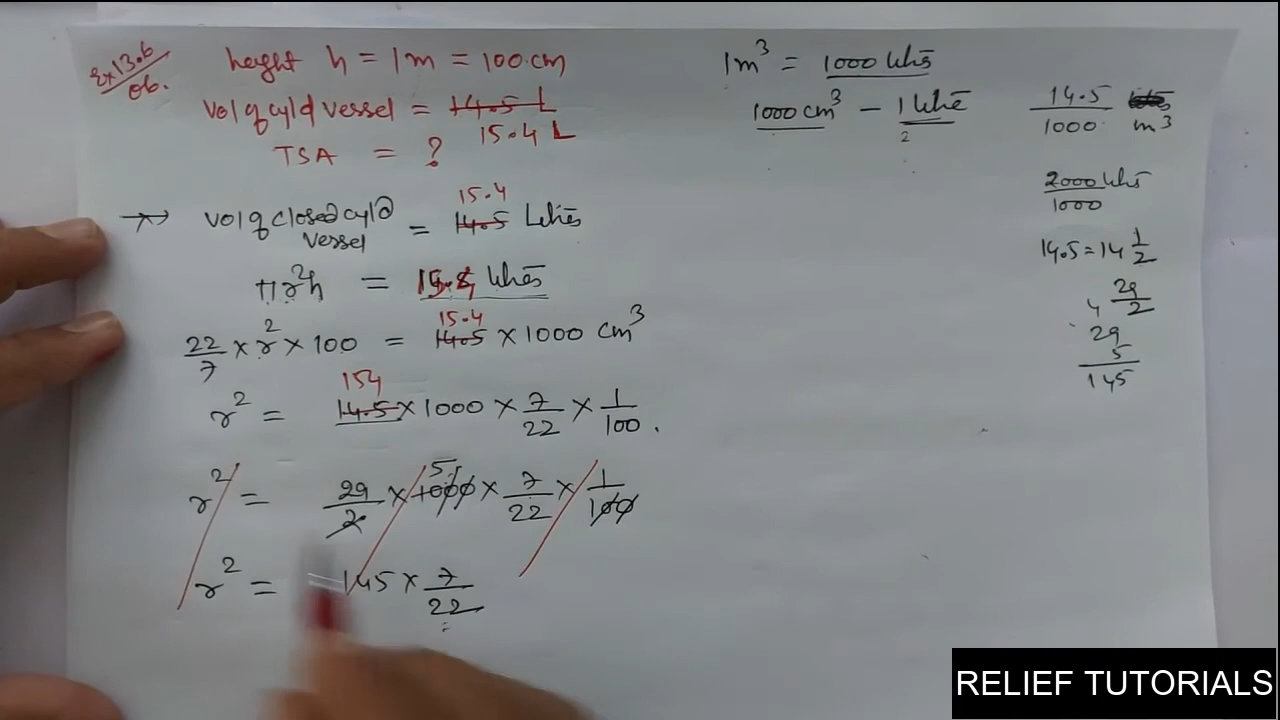 Ex 13.6
06.
height h = 1m = 100.cm
Vol of cyld vessel = 14.5 L
15.4 L
TSA = ?
Vol of closed cyld vessel = 14.5 litres
15.4
πr²h = 15.4 litres
22/7 × r² × 100 = 14.5 × 1000 cm³
15.4
r² = 14.5 × 1000 × 7/22 × 1/100.
154
r² = 29/2 × 1000 × 7/22 × 1/100
5
r² = 145 × 7/22
1m³ = 1000 litres
1000 cm³ – 1 litre
14.5/1000 m³
2000 litres/1000
14.5 = 14 1/2
29/2
29
5
145
RELIEF TUTORIALS